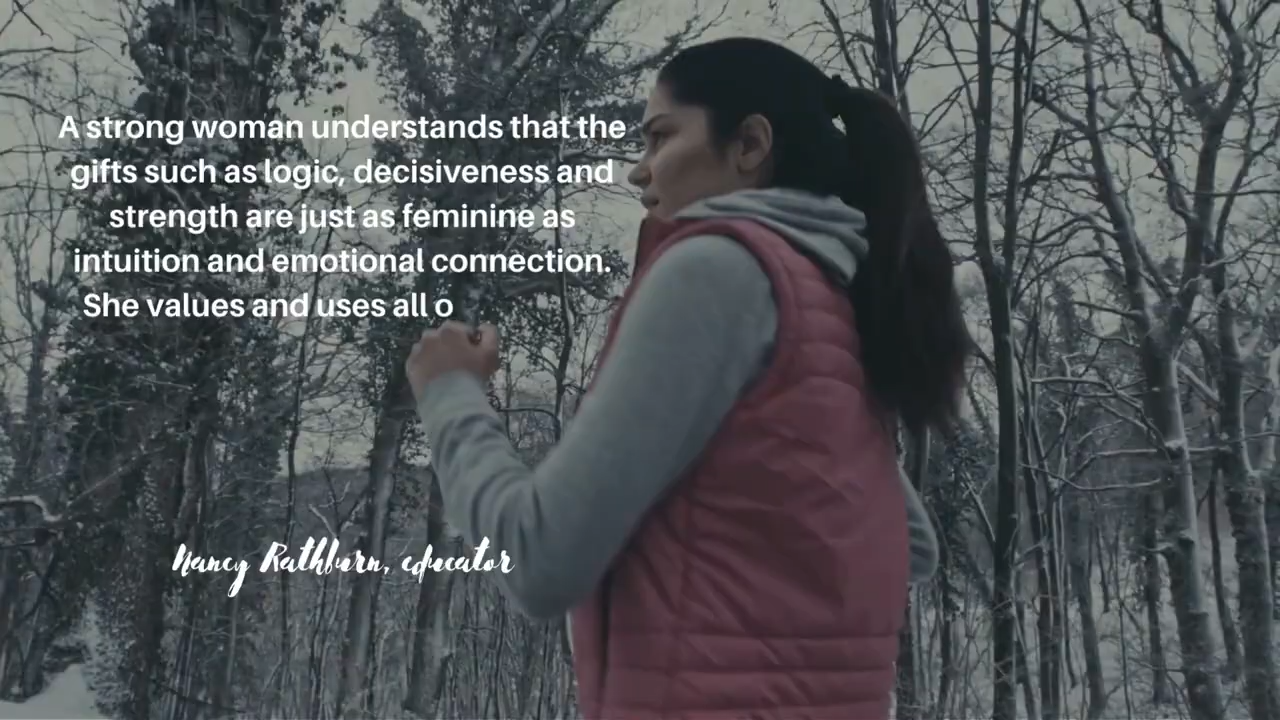 A strong woman understands that the
gifts such as logic, decisiveness and
strength are just as feminine as
intuition and emotional connection.
She values and uses all o
Nancy Rathburn, educator